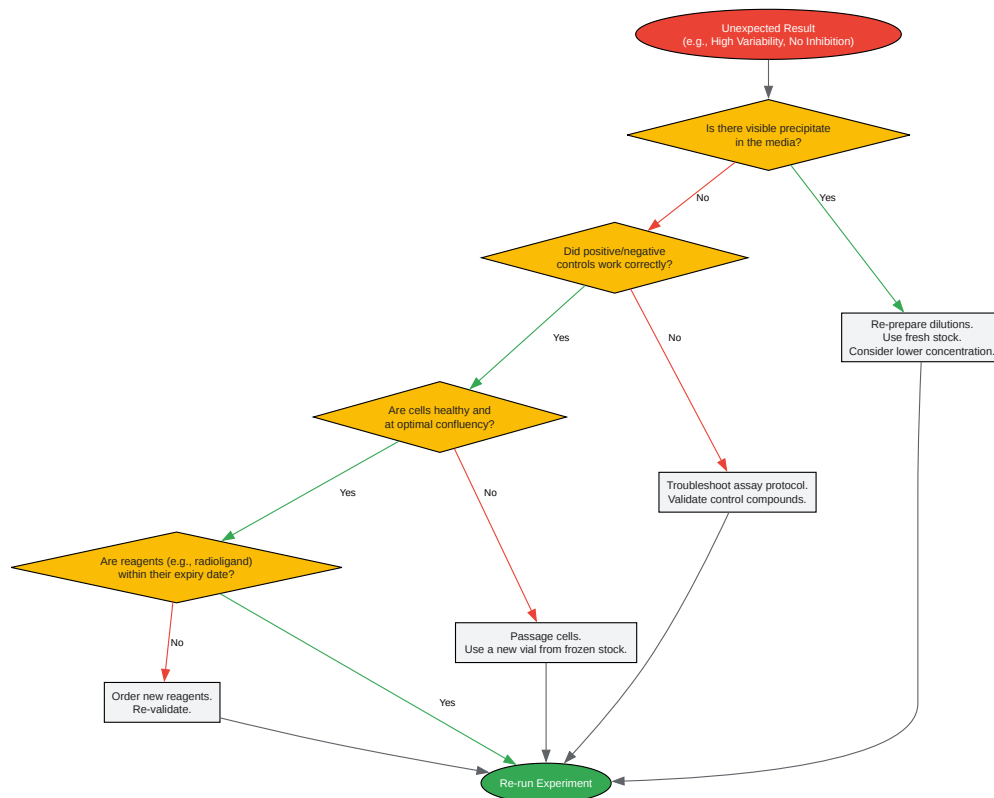 Unexpected Result
(e.g., High Variability, No Inhibition)
Is there visible precipitate
in the media?
No
Yes
Did positive/negative
controls work correctly?
Re-prepare dilutions.
Use fresh stock.
Consider lower concentration.
Yes
No
Are cells healthy and
at optimal confluency?
Troubleshoot assay protocol.
Validate control compounds.
Yes
No
Are reagents (e.g., radioligand)
within their expiry date?
Passage cells.
Use a new vial from frozen stock.
No
Order new reagents.
Re-validate.
Yes
Re-run Experiment